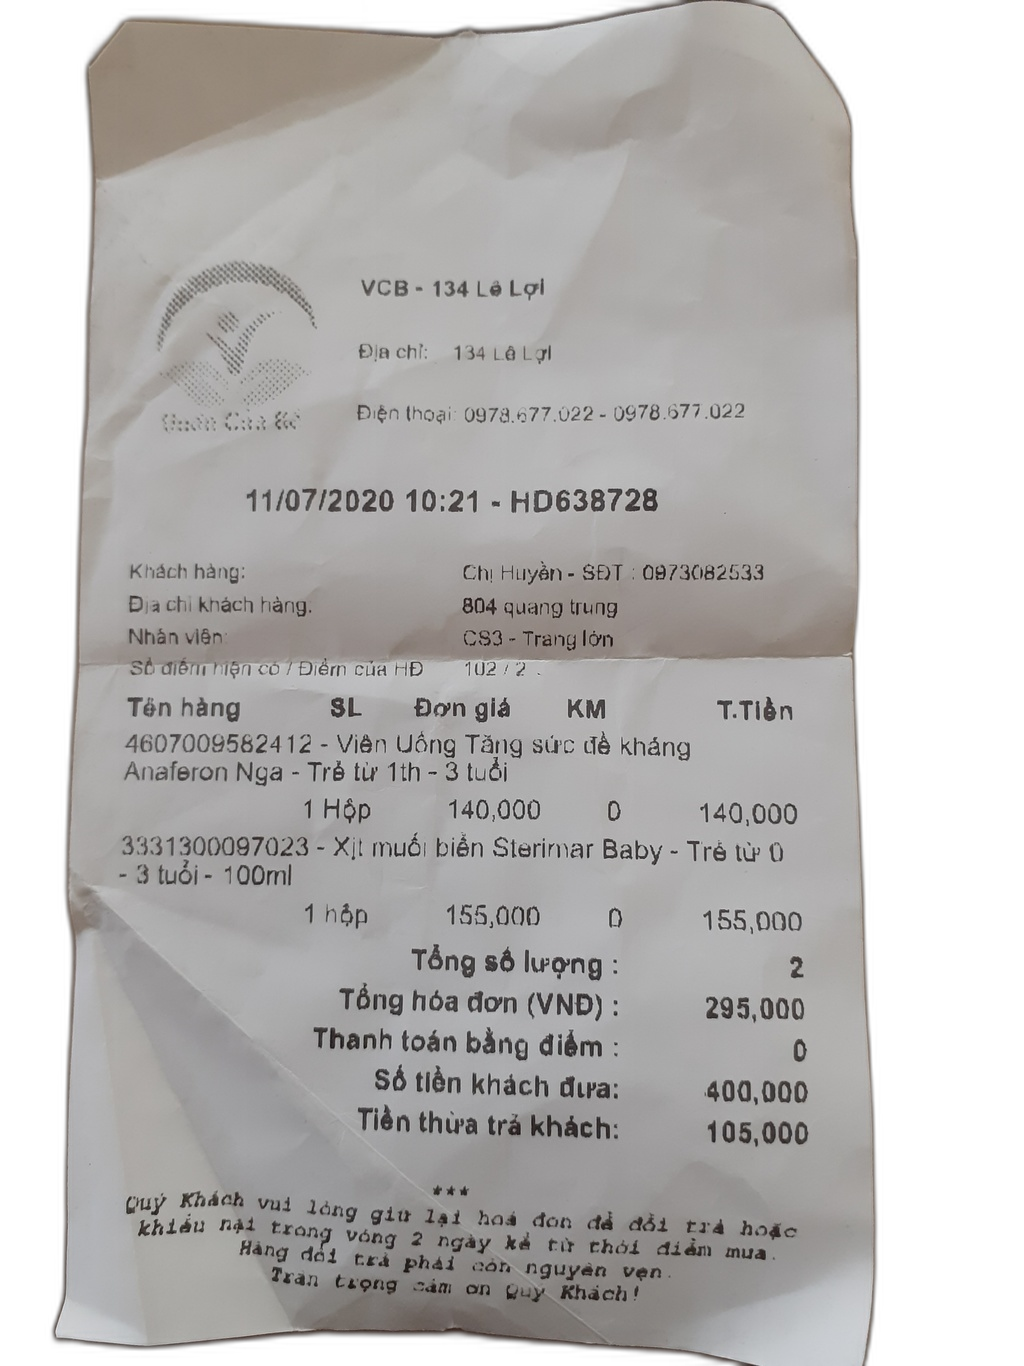 VCB - 134 Lê Lợi
Địa chỉ: 134 Lê Lợi
Điện thoại: 0978.677.022 - 0978.677.022
Của Bé
11/07/2020 10:21 - HD638728
Khách hàng: Chị Huyền - SĐT : 0973082533
Địa chỉ khách hàng: 804 quang trung
Nhân viên: CS3 - Trang lớn
Số điểm hiện có / Điểm của HĐ 102 / 2
Tên hàng SL Đơn giá KM T.Tiền
4607009582412 - Viên Uống Tăng sức đề kháng
Anaferon Nga - Trẻ từ 1th - 3 tuổi
1 Hộp 140,000 0 140,000
3331300097023 - Xịt muối biển Sterimar Baby - Trẻ từ 0
- 3 tuổi - 100ml
1 hộp 155,000 0 155,000
Tổng số lượng : 2
Tổng hóa đơn (VNĐ) : 295,000
Thanh toán bằng điểm : 0
Số tiền khách đưa: 400,000
Tiền thừa trả khách: 105,000
***
Quý Khách vui lòng giữ lại hoá đơn để đổi trả hoặc
khiếu nại trong vòng 2 ngày kể từ thời điểm mua.
Hàng đổi trả phải còn nguyên vẹn.
Trân trọng cảm ơn Quý Khách!